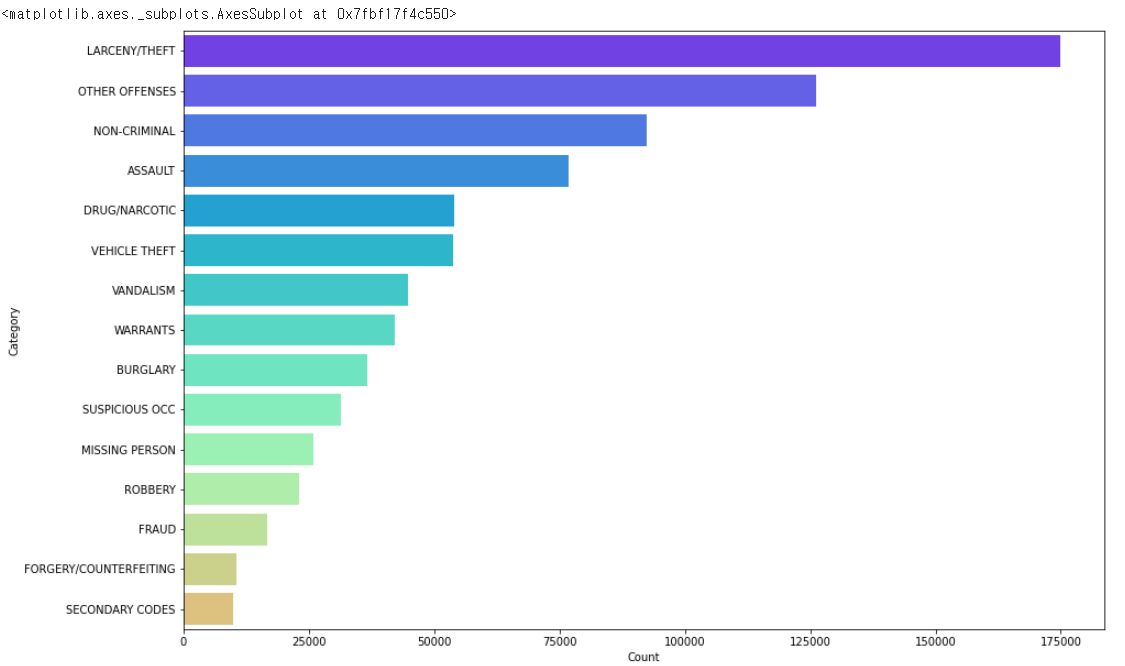 <matplotlib.axes._subplots.AxesSubplot at 0x7fbf17f4c550>
LARCENY/THEFT
OTHER OFFENSES
NON-CRIMINAL
ASSAULT
DRUG/NARCOTIC
VEHICLE THEFT
VANDALISM
WARRANTS
BURGLARY
SUSPICIOUS OCC
MISSING PERSON
ROBBERY
FRAUD
FORGERY/COUNTERFEITING
SECONDARY CODES
Category
0 25000 50000 75000 100000 125000 150000 175000
Count